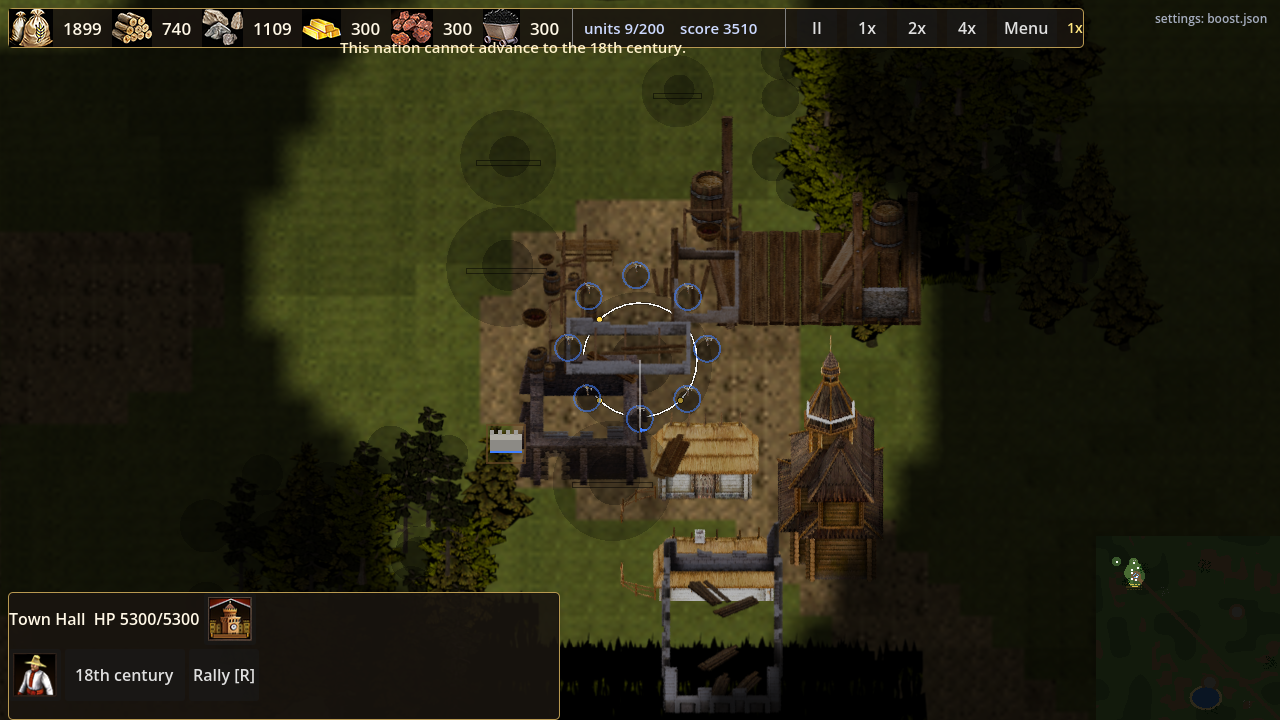 1899 740 1109 300 300 300 units 9/200 score 3510 II 1x 2x 4x Menu 1x
settings: boost.json
This nation cannot advance to the 18th century.
Town Hall HP 5300/5300
18th century Rally [R]